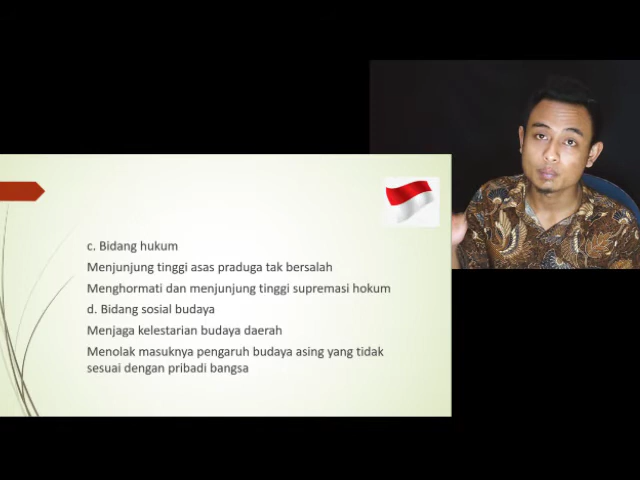 c. Bidang hukum
Menjunjung tinggi asas praduga tak bersalah
Menghormati dan menjunjung tinggi supremasi hokum
d. Bidang sosial budaya
Menjaga kelestarian budaya daerah
Menolak masuknya pengaruh budaya asing yang tidak
sesuai dengan pribadi bangsa